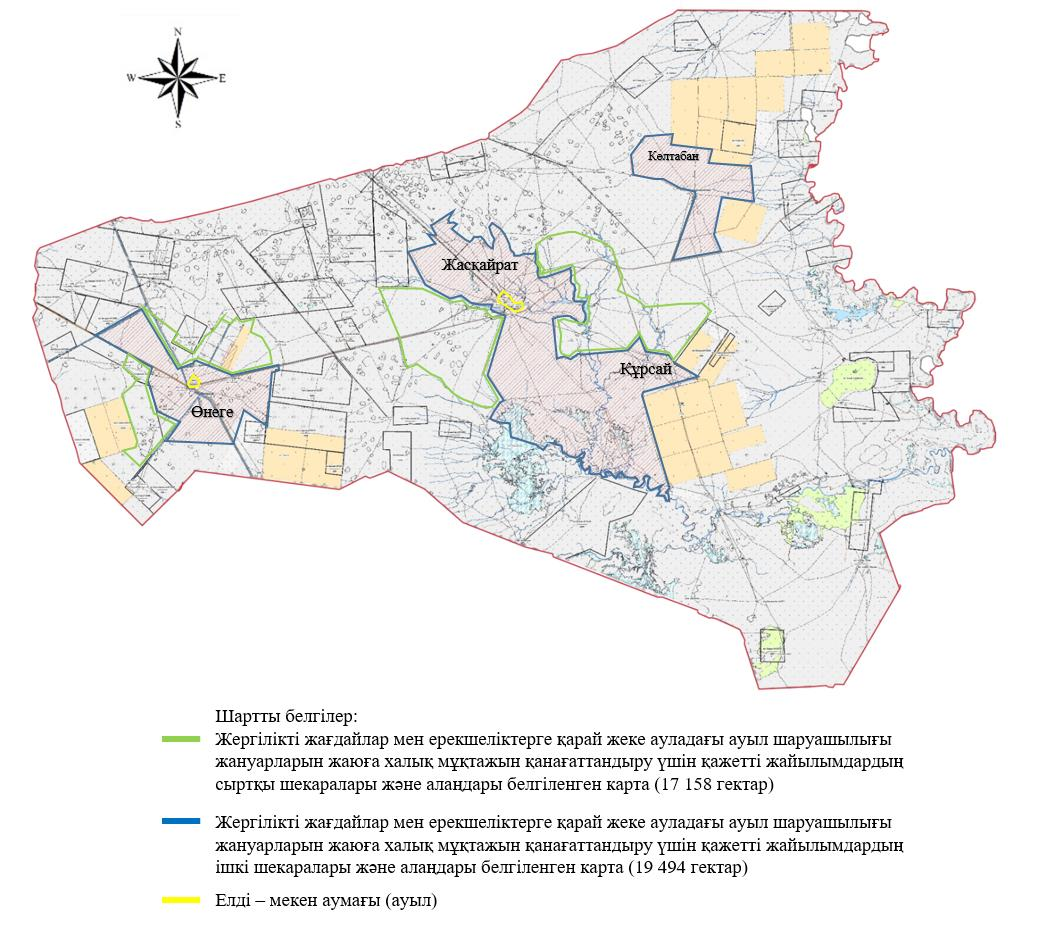 N
W E
S
Көлтабан
Жасқайрат
Құрсай
Өнеге
Шартты белгілер:
Жергілікті жағдайлар мен ерекшеліктерге қарай жеке ауладағы ауыл шаруашылығы
жануарларын жаюға халық мұқтажын қанағаттандыру үшін қажетті жайылымдардың
сыртқы шекаралары және алаңдары белгіленген карта (17 158 гектар)
Жергілікті жағдайлар мен ерекшеліктерге қарай жеке ауладағы ауыл шаруашылығы
жануарларын жаюға халық мұқтажын қанағаттандыру үшін қажетті жайылымдардың
ішкі шекаралары және алаңдары белгіленген карта (19 494 гектар)
Елді – мекен аумағы (ауыл)